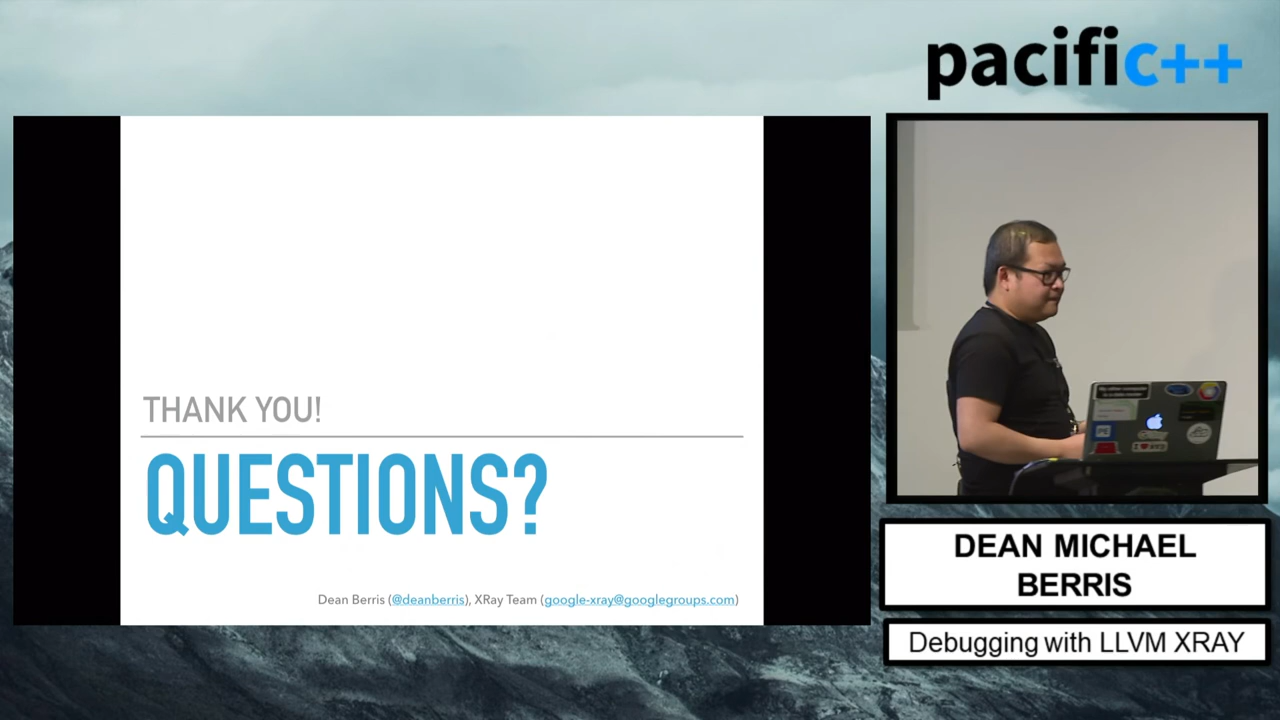 pacific++
THANK YOU!
QUESTIONS?
Dean Berris (@deanberris), XRay Team (google-xray@googlegroups.com)
DEAN MICHAEL
BERRIS
Debugging with LLVM XRAY